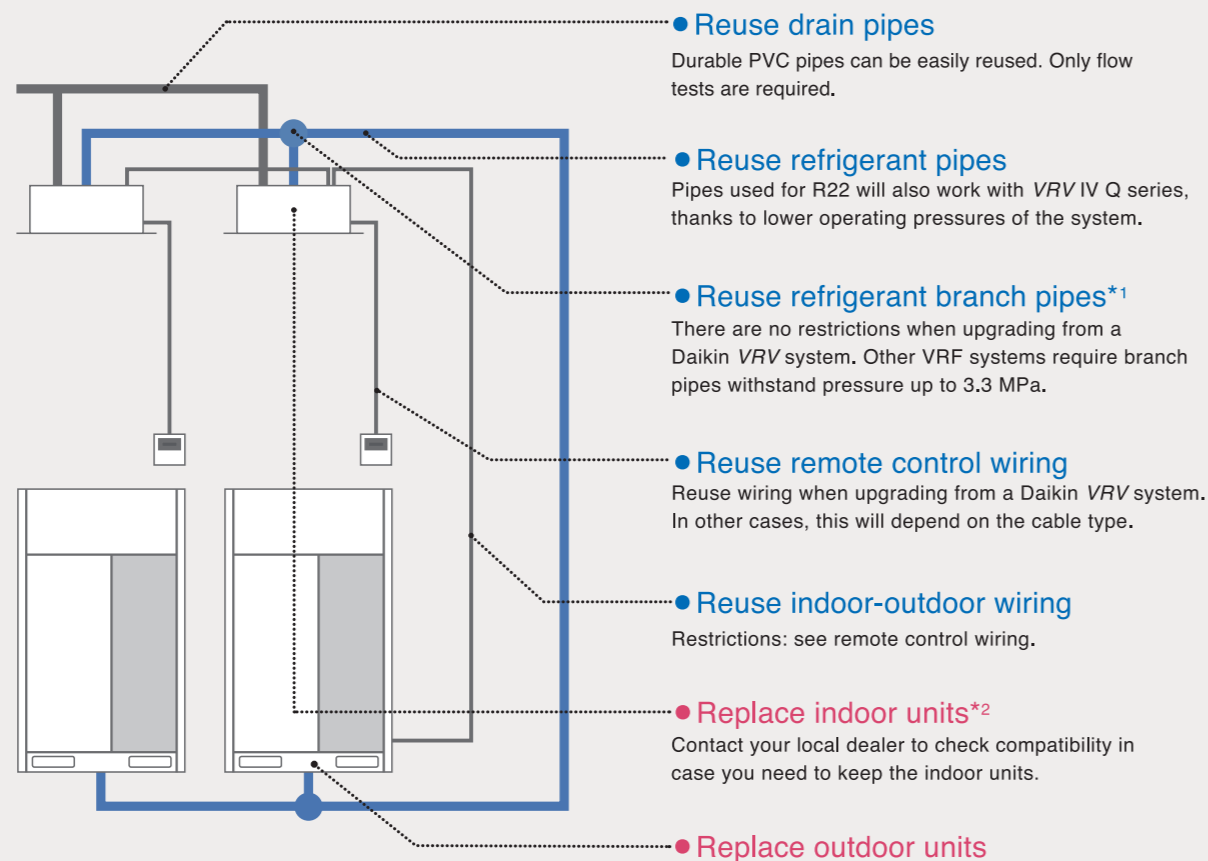 ● Reuse drain pipes
Durable PVC pipes can be easily reused. Only flow
tests are required.
● Reuse refrigerant pipes
Pipes used for R22 will also work with VRV IV Q series,
thanks to lower operating pressures of the system.
● Reuse refrigerant branch pipes*1
There are no restrictions when upgrading from a
Daikin VRV system. Other VRF systems require branch
pipes withstand pressure up to 3.3 MPa.
● Reuse remote control wiring
Reuse wiring when upgrading from a Daikin VRV system.
In other cases, this will depend on the cable type.
● Reuse indoor-outdoor wiring
Restrictions: see remote control wiring.
● Replace indoor units*2
Contact your local dealer to check compatibility in
case you need to keep the indoor units.
● Replace outdoor units